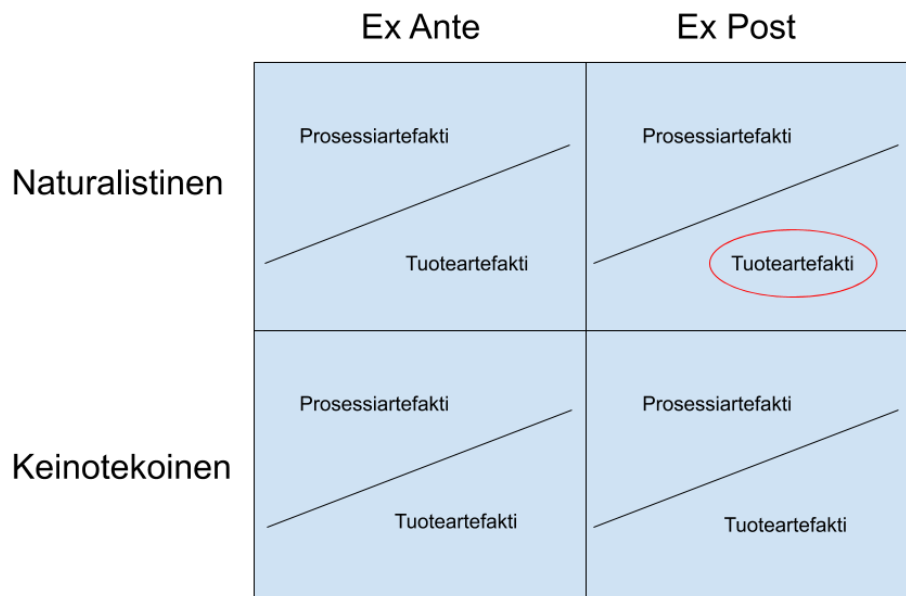 Ex Ante
Ex Post
Naturalistinen
Prosessiartefakti
Prosessiartefakti
Tuoteartefakti
Tuoteartefakti
Keinotekoinen
Prosessiartefakti
Prosessiartefakti
Tuoteartefakti
Tuoteartefakti